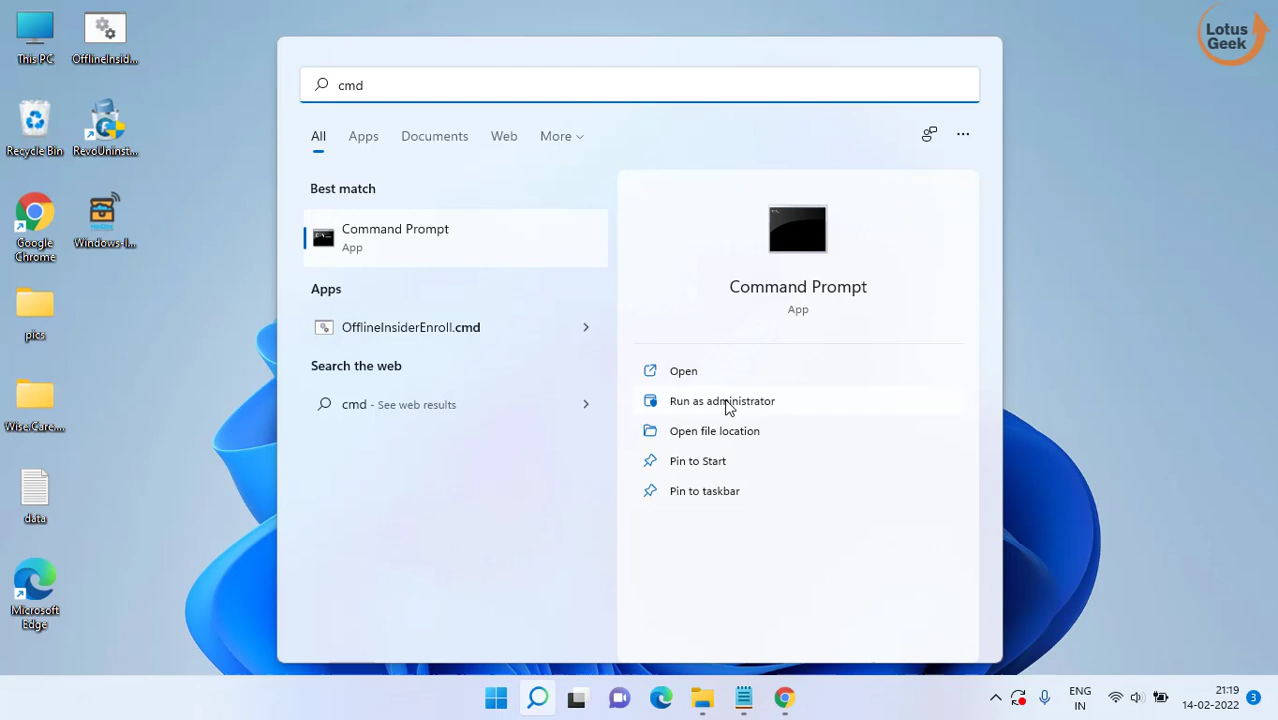 This PC
OfflineInsid...
Recycle Bin
RevoUninst...
Google
Chrome
Windows-I...
pics
Wise.Care....
data
Microsoft
Edge
Lotus
Geek
cmd
All
Apps
Documents
Web
More
Best match
Command Prompt
App
Apps
OfflineInsiderEnroll.cmd
Search the web
cmd - See web results
Command Prompt
App
Open
Run as administrator
Open file location
Pin to Start
Pin to taskbar
ENG
IN
21:19
14-02-2022
3